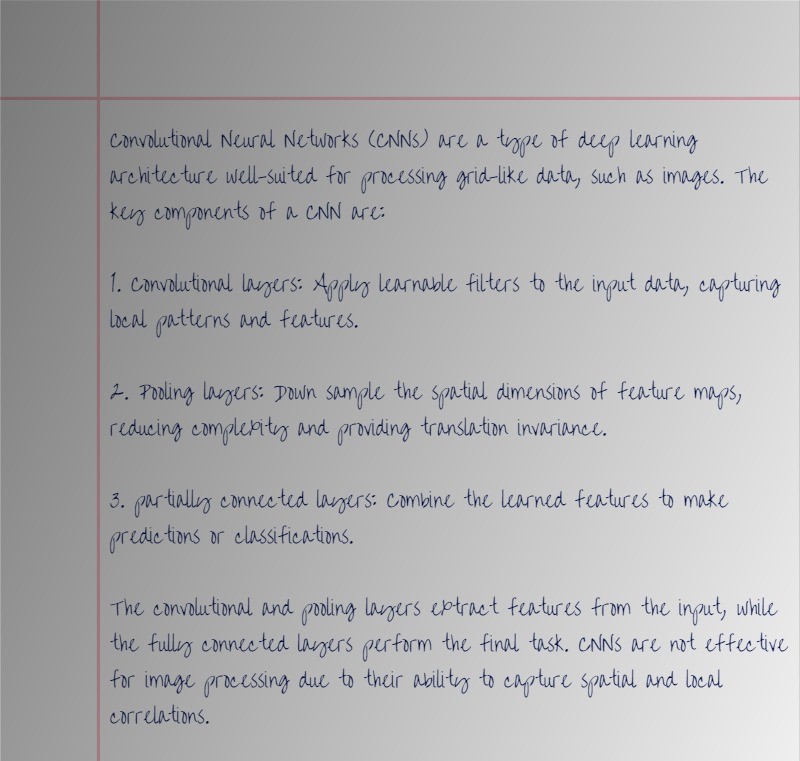 Convolutional Neural Networks (CNNs) are a type of deep learning
architecture well-suited for processing grid-like data, such as images. The
key components of a CNN are:
1. Convolutional layers: Apply learnable filters to the input data, capturing
local patterns and features.
2. Pooling layers: Down sample the spatial dimensions of feature maps,
reducing complexity and providing translation invariance.
3. partially connected layers: Combine the learned features to make
predictions or classifications.
The convolutional and pooling layers extract features from the input, while
the fully connected layers perform the final task. CNNs are not effective
for image processing due to their ability to capture spatial and local
correlations.